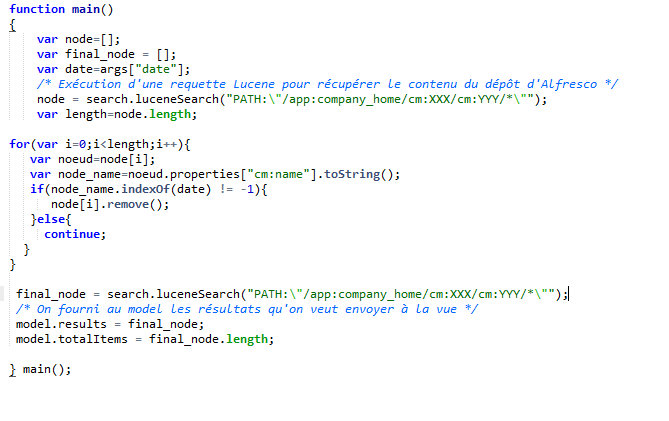 function main()
{
var node=[];
var final_node = [];
var date=args["date"];
/* Exécution d'une requette Lucene pour récupérer le contenu du dépôt d'Alfresco */
node = search.luceneSearch("PATH:\"/app:company_home/cm:XXX/cm:YYY/*\"");
var length=node.length;
for(var i=0;i<length;i++){
var noeud=node[i];
var node_name=noeud.properties["cm:name"].toString();
if(node_name.indexOf(date) != -1){
node[i].remove();
}else{
continue;
}
}
final_node = search.luceneSearch("PATH:\"/app:company_home/cm:XXX/cm:YYY/*\"");
/* On fourni au model les résultats qu'on veut envoyer à la vue */
model.results = final_node;
model.totalItems = final_node.length;
} main();